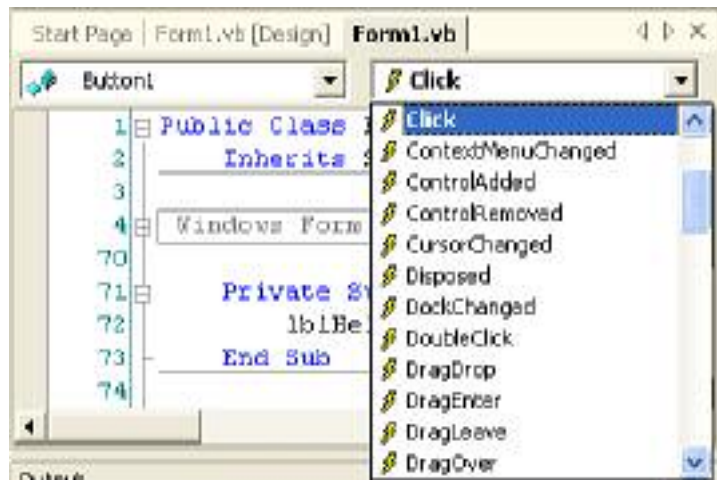 Start Page Form1.vb [Design] Form1.vb
Button1
Click
1 Public Class
2 Inherits
3
4 Windows Form
70
71 Private
72 lblHel
73 End Sub
74
Click
ContextMenuChanged
ControlAdded
ControlRemoved
CursorChanged
Disposed
DockChanged
DoubleClick
DragDrop
DragEnter
DragLeave
DragOver
Output